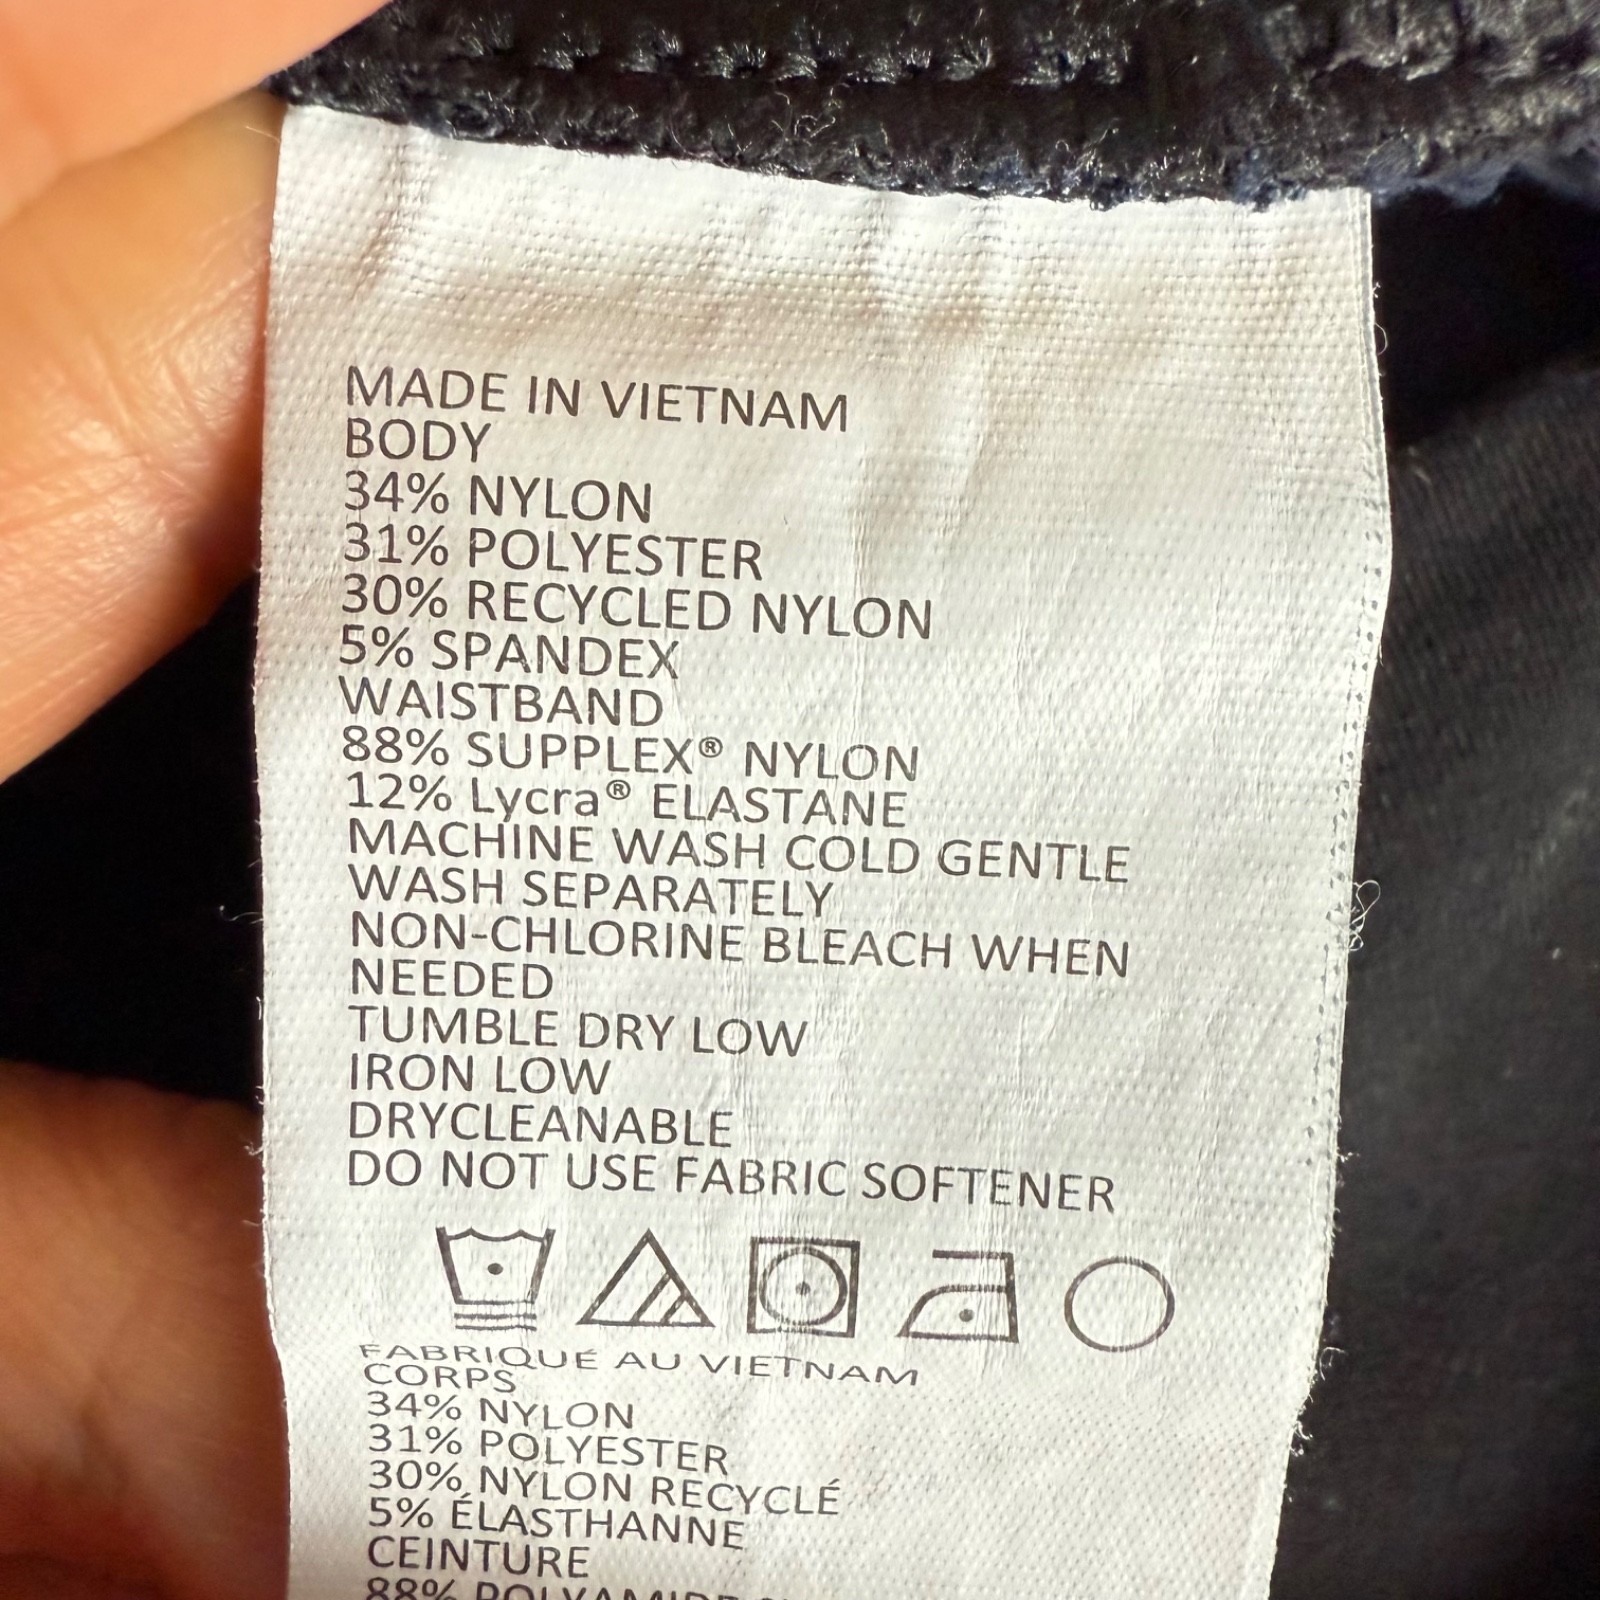 MADE IN VIETNAM
BODY
34% NYLON
31% POLYESTER
30% RECYCLED NYLON
5% SPANDEX
WAISTBAND
88% SUPPLEX® NYLON
12% Lycra® ELASTANE
MACHINE WASH COLD GENTLE
WASH SEPARATELY
NON-CHLORINE BLEACH WHEN
NEEDED
TUMBLE DRY LOW
IRON LOW
DRYCLEANABLE
DO NOT USE FABRIC SOFTENER
FABRIQUÉ AU VIETNAM
CORPS
34% NYLON
31% POLYESTER
30% NYLON RECYCLÉ
5% ÉLASTHANNE
CEINTURE
88% POLYAMIDE